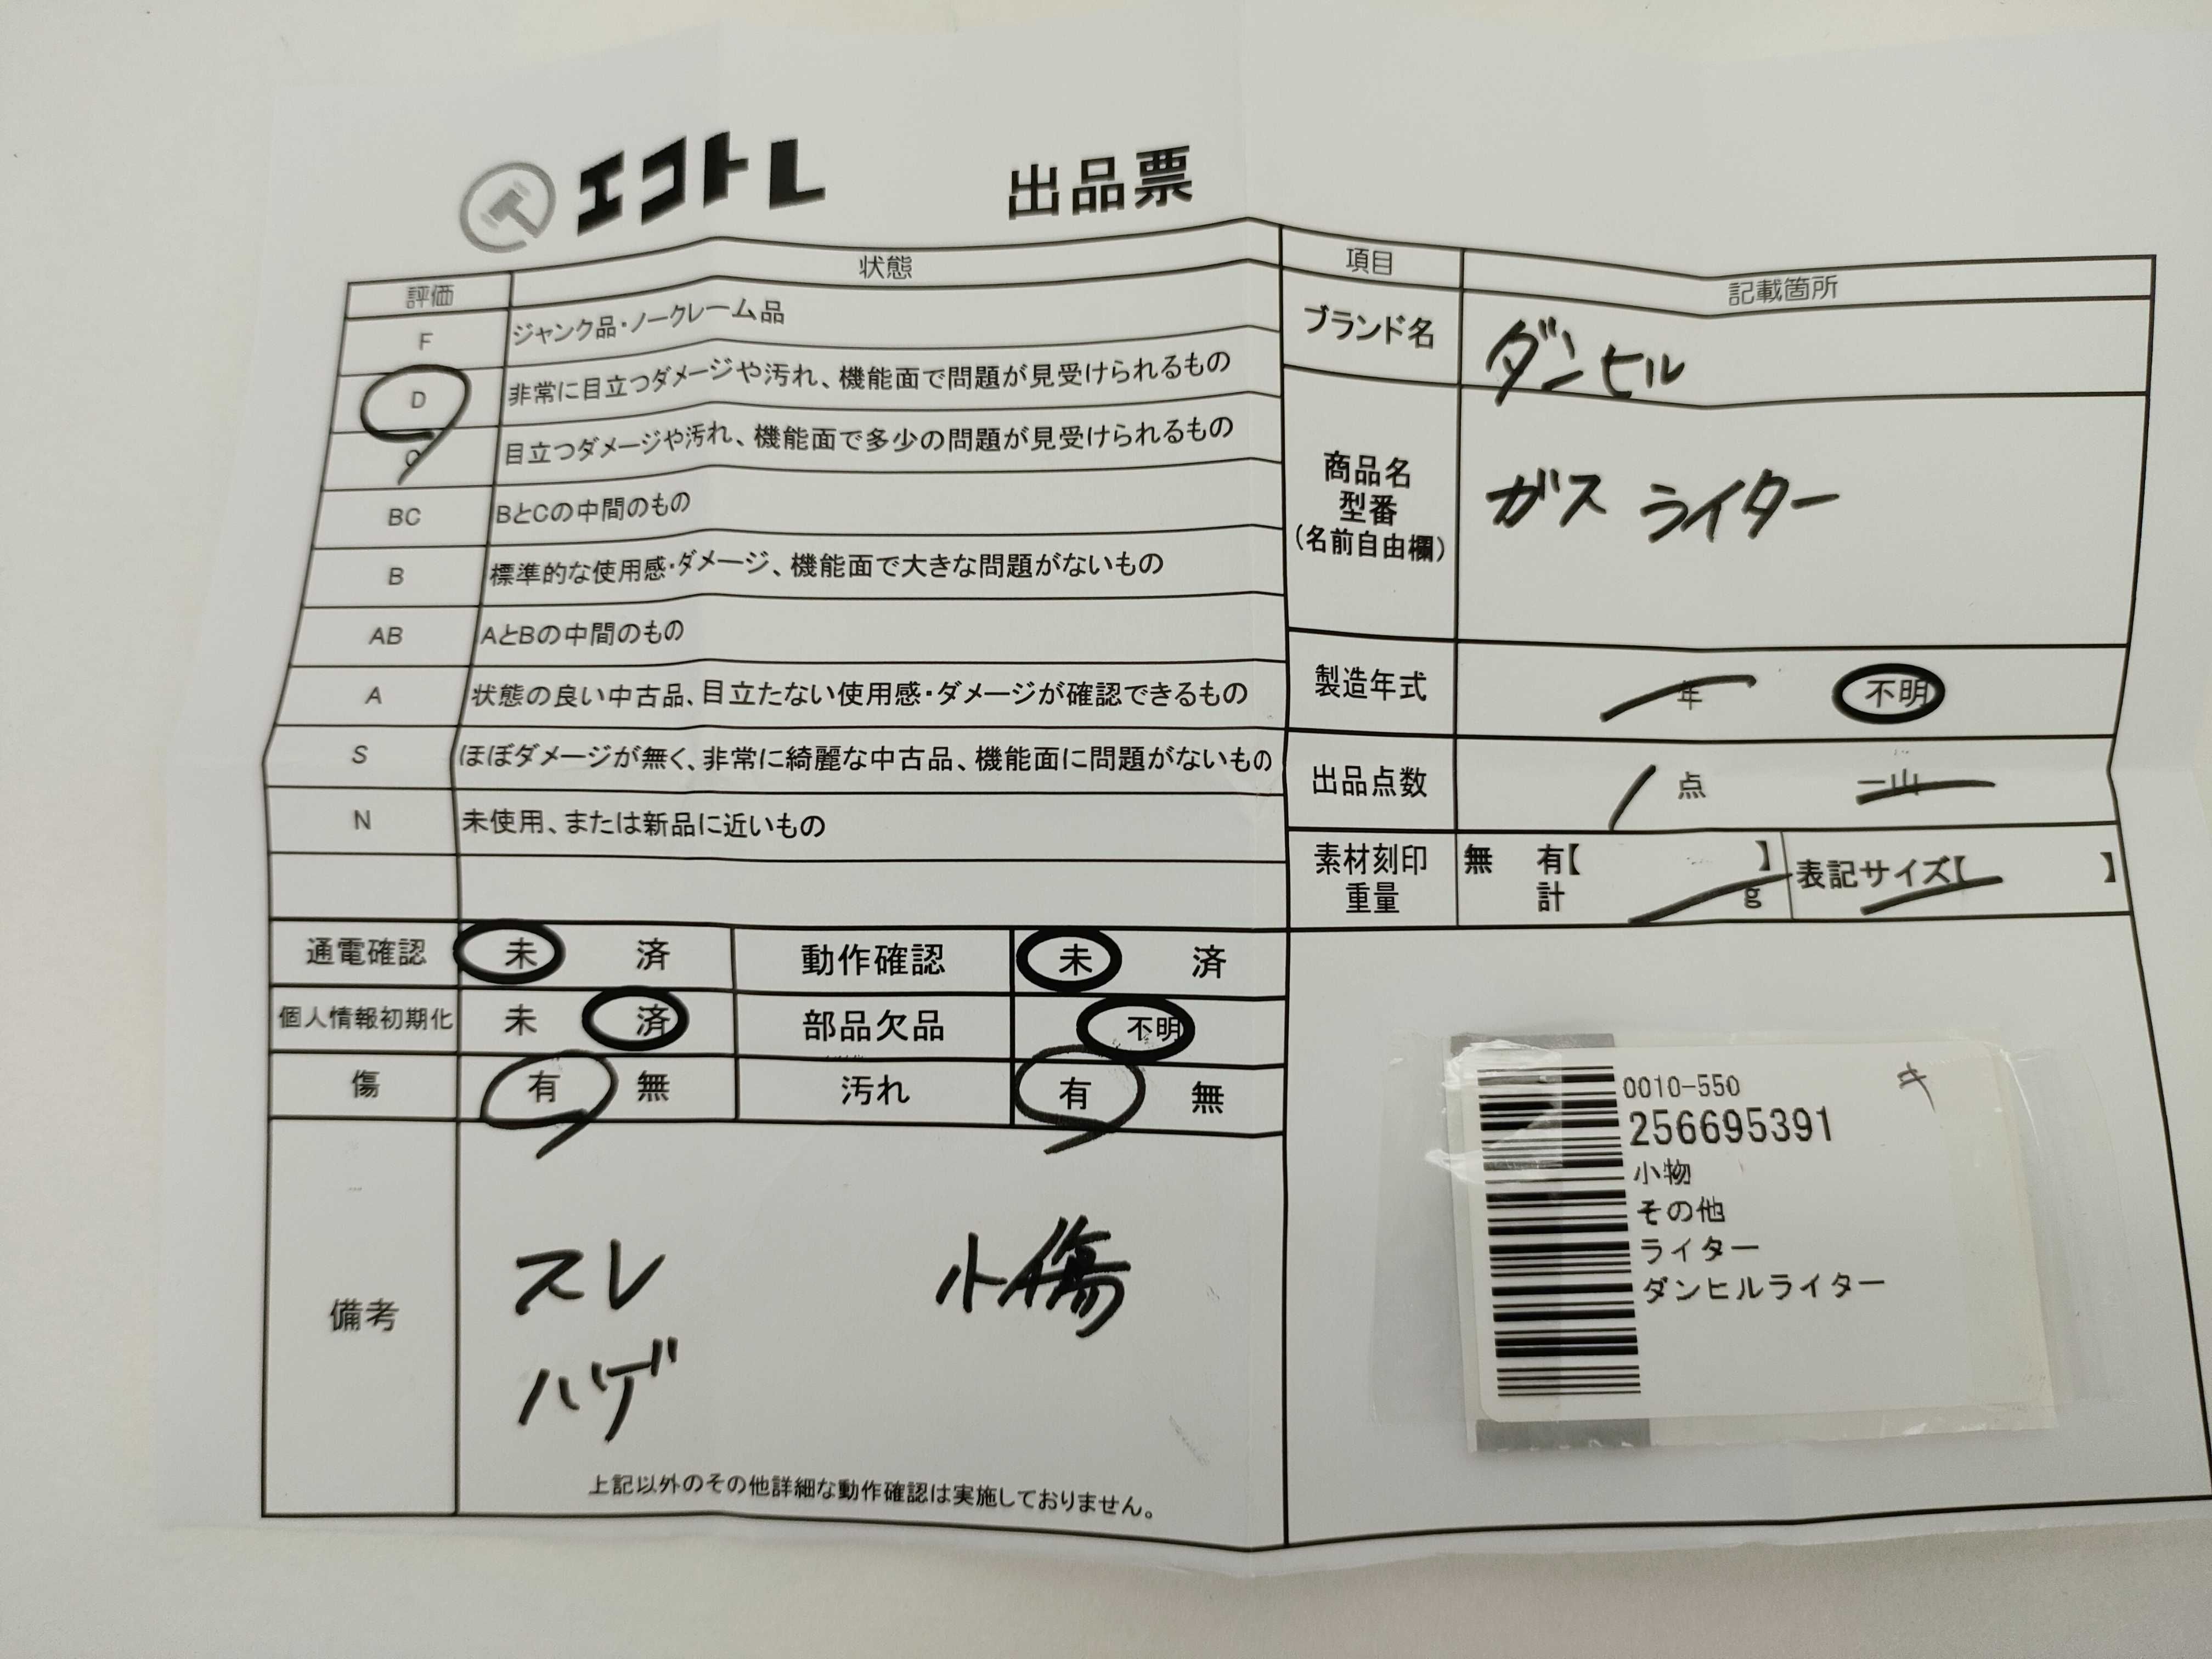 エコトレ 出品票
評価 状態
F ジャンク品・ノークレーム品
D 非常に目立つダメージや汚れ、機能面で問題が見受けられるもの
C 目立つダメージや汚れ、機能面で多少の問題が見受けられるもの
BC BとCの中間のもの
B 標準的な使用感・ダメージ、機能面で大きな問題がないもの
AB AとBの中間のもの
A 状態の良い中古品、目立たない使用感・ダメージが確認できるもの
S ほぼダメージが無く、非常に綺麗な中古品、機能面に問題がないもの
N 未使用、または新品に近いもの
項目 記載箇所
ブランド名 ダンヒル
商品名
型番
(名前自由欄)
ガスライター
製造年式 年 不明
出品点数 1 点 一山
素材刻印 無 有【 】
重量 計 g
表記サイズ【 】
通電確認 未 済 動作確認 未 済
個人情報初期化 未 済 部品欠品 不明
傷 有 無 汚れ 有 無
備考
スレ 小傷
ハゲ
上記以外のその他詳細な動作確認は実施しておりません。
0010-550 キ
256695391
小物
その他
ライター
ダンヒルライター